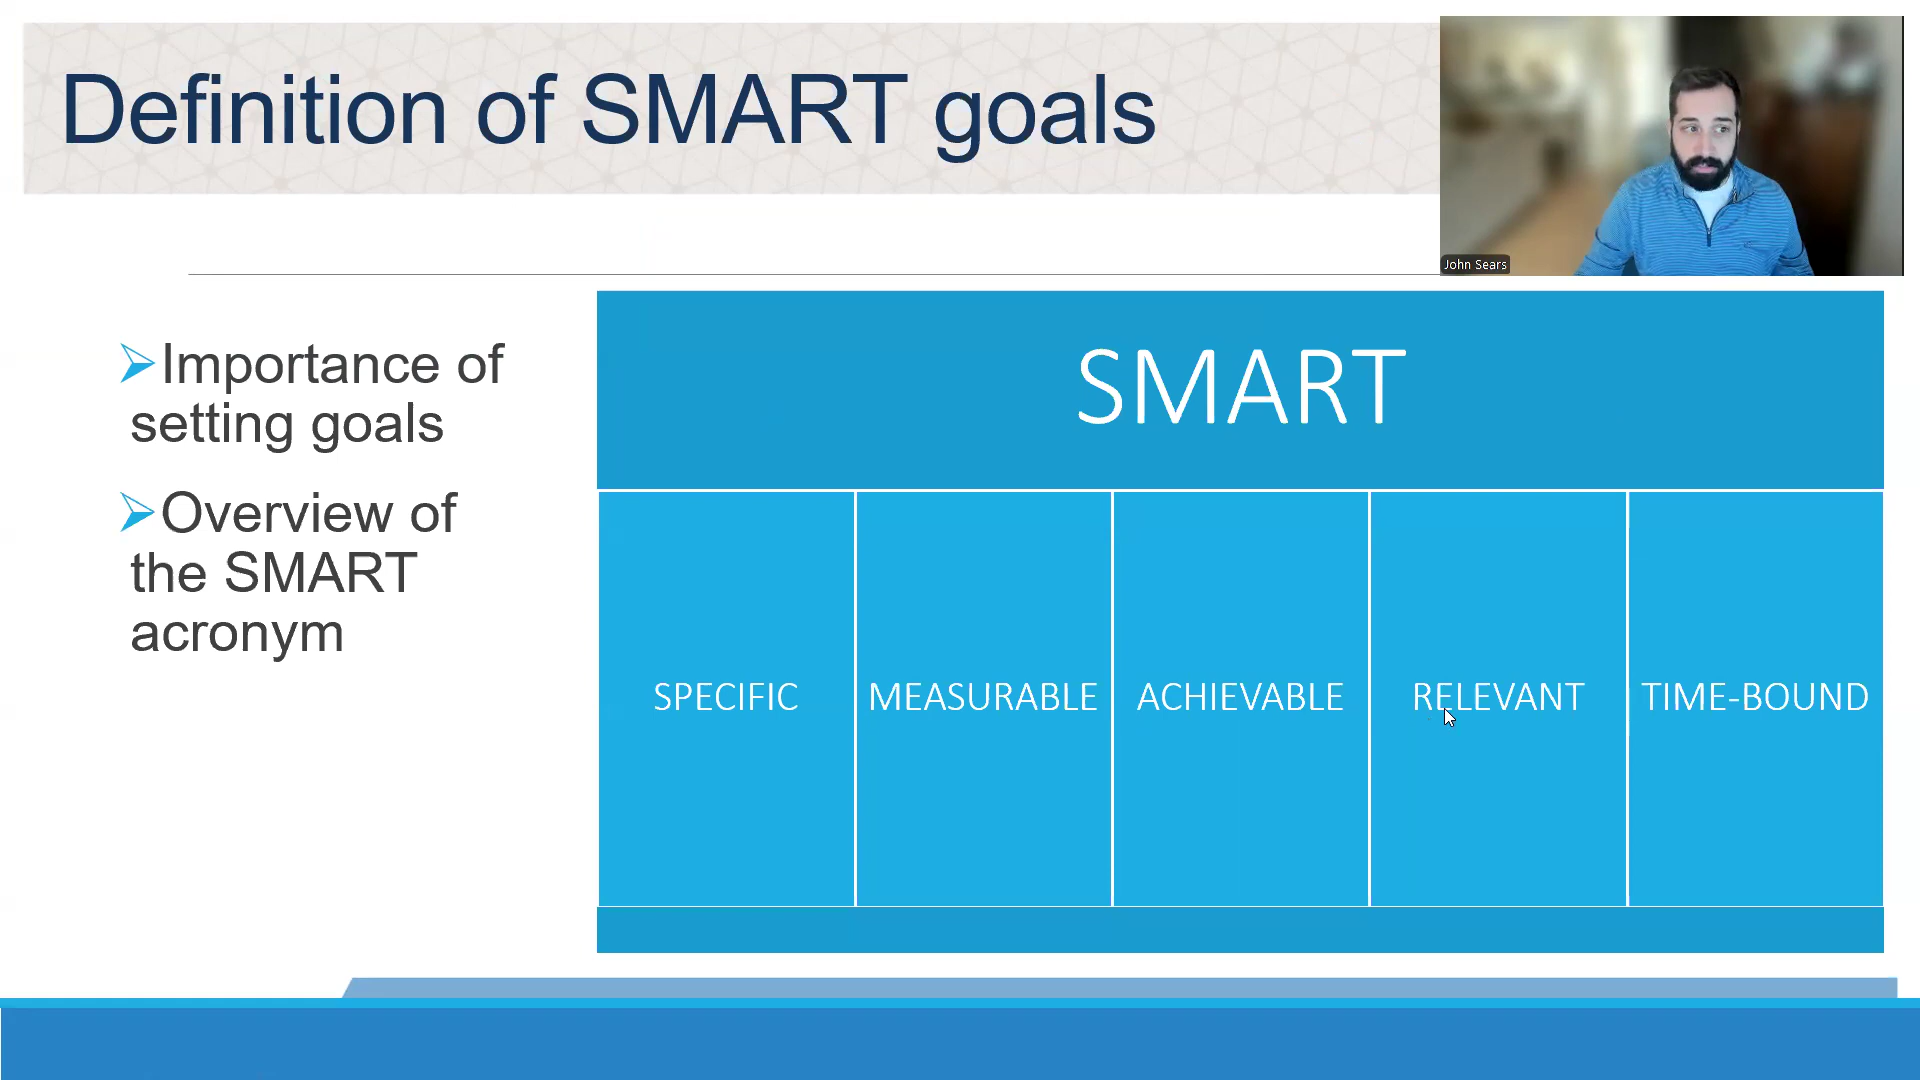 Definition of SMART goals
John Sears
Importance of
setting goals
Overview of
the SMART
acronym
SMART
SPECIFIC
MEASURABLE
ACHIEVABLE
RELEVANT
TIME-BOUND